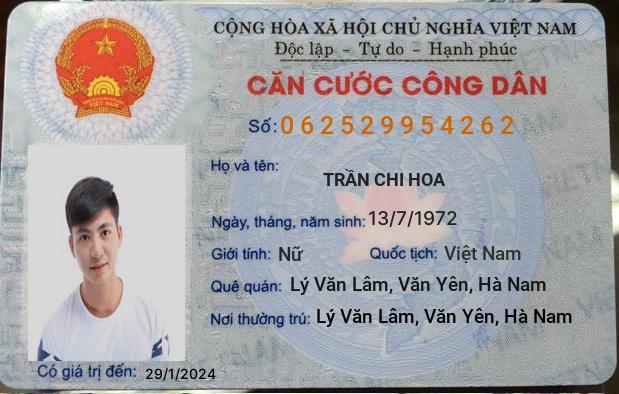 CỘNG HÒA XÃ HỘI CHỦ NGHĨA VIỆT NAM
Độc lập - Tự do - Hạnh phúc
CĂN CƯỚC CÔNG DÂN
Số: 062529954262
Họ và tên:
TRẦN CHI HOA
Ngày, tháng, năm sinh: 13/7/1972
Giới tính: Nữ Quốc tịch: Việt Nam
Quê quán: Lý Văn Lâm, Văn Yên, Hà Nam
Nơi thường trú: Lý Văn Lâm, Văn Yên, Hà Nam
Có giá trị đến: 29/1/2024
VIỆT NAM